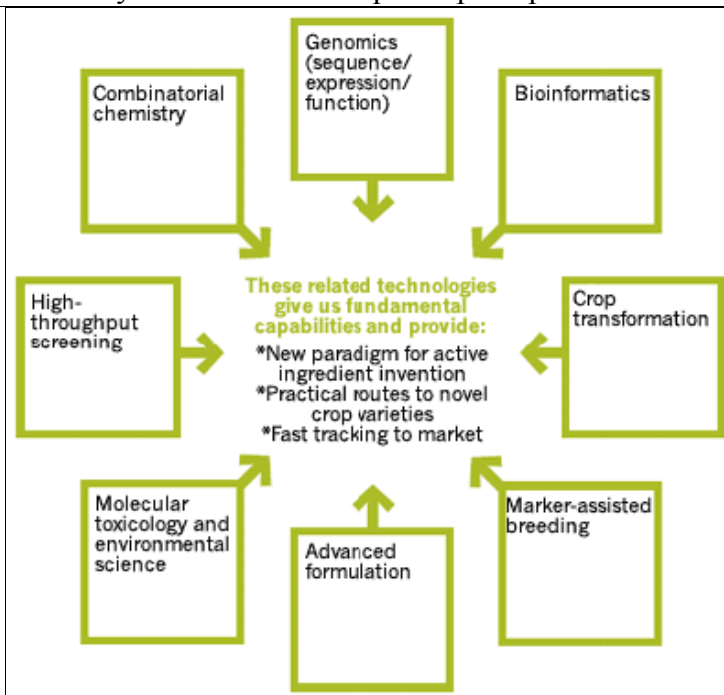 Genomics
(sequence/
expression/
function)
Combinatorial
chemistry
Bioinformatics
These related technologies
give us fundamental
capabilities and provide:
*New paradigm for active
ingredient invention
*Practical routes to novel
crop varieties
*Fast tracking to market
High-
throughput
screening
Crop
transformation
Molecular
toxicology and
environmental
science
Advanced
formulation
Marker-assisted
breeding